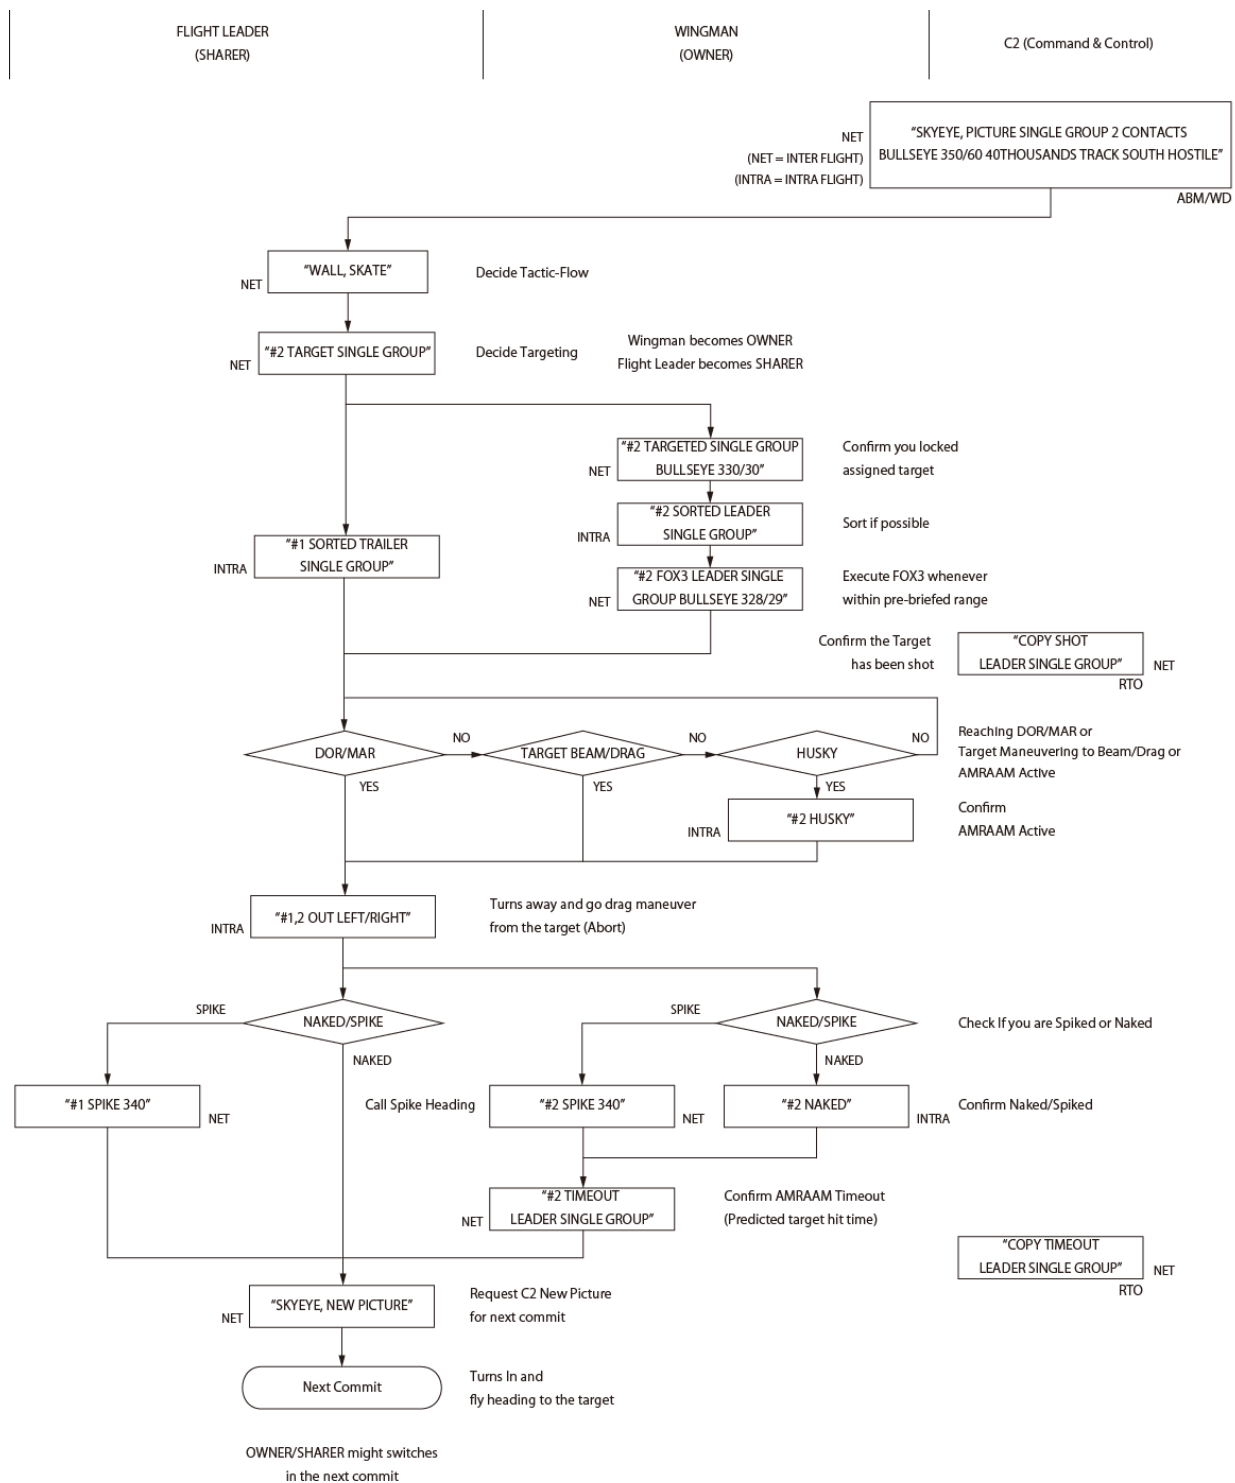 FLIGHT LEADER
(SHARER)
WINGMAN
(OWNER)
C2 (Command & Control)
NET
(NET = INTER FLIGHT)
(INTRA = INTRA FLIGHT)
“SKYEYE, PICTURE SINGLE GROUP 2 CONTACTS
BULLSEYE 350/60 40THOUSANDS TRACK SOUTH HOSTILE”
ABM/WD
“WALL, SKATE”
NET
Decide Tactic-Flow
“#2 TARGET SINGLE GROUP”
NET
Decide Targeting
Wingman becomes OWNER
Flight Leader becomes SHARER
“#2 TARGETED SINGLE GROUP
BULLSEYE 330/30”
NET
Confirm you locked
assigned target
“#2 SORTED LEADER
SINGLE GROUP”
INTRA
Sort if possible
“#1 SORTED TRAILER
SINGLE GROUP”
INTRA
“#2 FOX3 LEADER SINGLE
GROUP BULLSEYE 328/29”
NET
Execute FOX3 whenever
within pre-briefed range
Confirm the Target
has been shot
“COPY SHOT
LEADER SINGLE GROUP”
NET
RTO
DOR/MAR
NO
YES
TARGET BEAM/DRAG
NO
YES
HUSKY
NO
YES
Reaching DOR/MAR or
Target Maneuvering to Beam/Drag or
AMRAAM Active
“#2 HUSKY”
INTRA
Confirm
AMRAAM Active
“#1,2 OUT LEFT/RIGHT”
INTRA
Turns away and go drag maneuver
from the target (Abort)
SPIKE
NAKED/SPIKE
NAKED
SPIKE
NAKED/SPIKE
NAKED
Check If you are Spiked or Naked
“#1 SPIKE 340”
NET
Call Spike Heading
“#2 SPIKE 340”
NET
“#2 NAKED”
INTRA
Confirm Naked/Spiked
“#2 TIMEOUT
LEADER SINGLE GROUP”
NET
Confirm AMRAAM Timeout
(Predicted target hit time)
“COPY TIMEOUT
LEADER SINGLE GROUP”
NET
RTO
“SKYEYE, NEW PICTURE”
NET
Request C2 New Picture
for next commit
Next Commit
Turns In and
fly heading to the target
OWNER/SHARER might switches
in the next commit